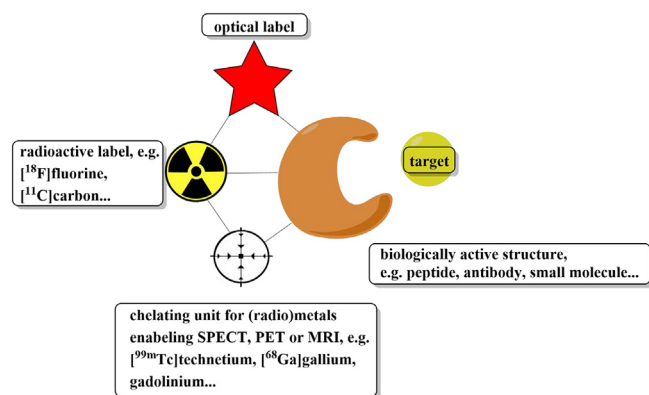 optical label
radioactive label, e.g.
[¹⁸F]fluorine,
[¹¹C]carbon...
target
biologically active structure,
e.g. peptide, antibody, small molecule...
chelating unit for (radio)metals
enabeling SPECT, PET or MRI, e.g.
[⁹⁹ᵐTc]technetium, [⁶⁸Ga]gallium,
gadolinium...